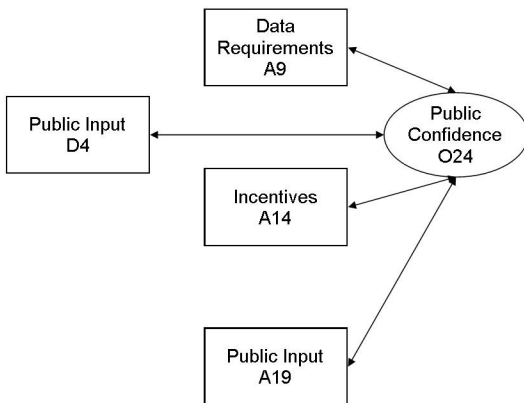 Data
Requirements
A9
Public Input
D4
Public
Confidence
O24
Incentives
A14
Public Input
A19